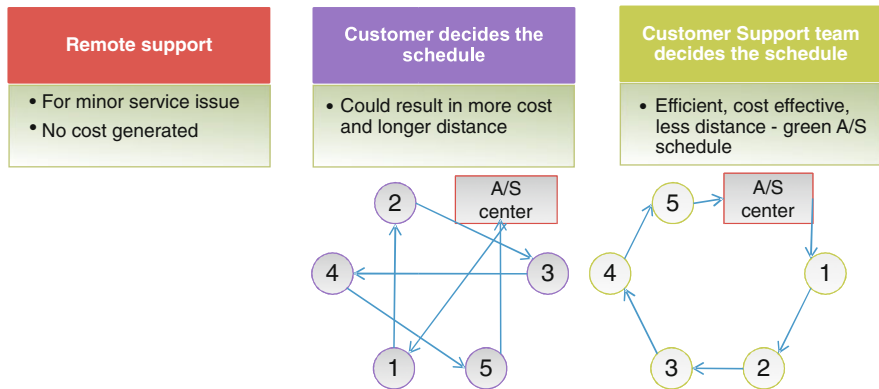 Remote support
• For minor service issue
• No cost generated
Customer decides the
schedule
• Could result in more cost
and longer distance
2
A/S
center
4
3
1
5
Customer Support team
decides the schedule
• Efficient, cost effective,
less distance - green A/S
schedule
5
A/S
center
4
1
3
2